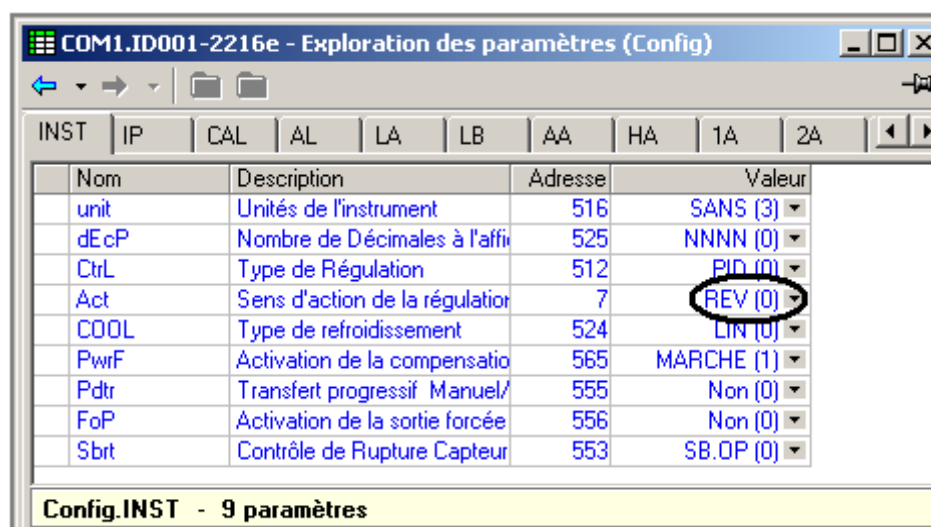 COM1.ID001-2216e - Exploration des paramètres (Config)
INST IP CAL AL LA LB AA HA 1A 2A
Nom Description Adresse Valeur
unit Unités de l'instrument 516 SANS (3)
dEcP Nombre de Décimales à l'affi 525 NNNN (0)
CtrL Type de Régulation 512 PID (0)
Act Sens d'action de la régulation 7 REV (0)
COOL Type de refroidissement 524 LIN (0)
PwrF Activation de la compensatio 565 MARCHE (1)
Pdtr Transfert progressif Manuel/ 555 Non (0)
FoP Activation de la sortie forcée 556 Non (0)
Sbrt Contrôle de Rupture Capteur 553 SB.OP (0)
Config.INST - 9 paramètres